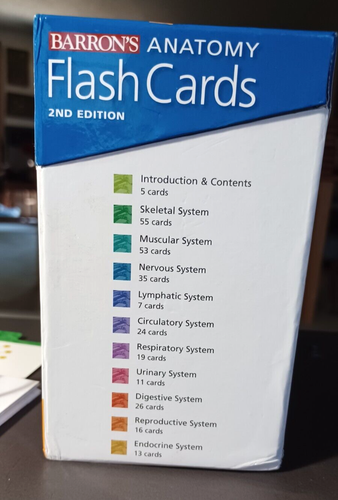 BARRON'S ANATOMY
Flash Cards
2ND EDITION
Introduction & Contents
5 cards
Skeletal System
55 cards
Muscular System
53 cards
Nervous System
35 cards
Lymphatic System
7 cards
Circulatory System
24 cards
Respiratory System
19 cards
Urinary System
11 cards
Digestive System
26 cards
Reproductive System
16 cards
Endocrine System
13 cards